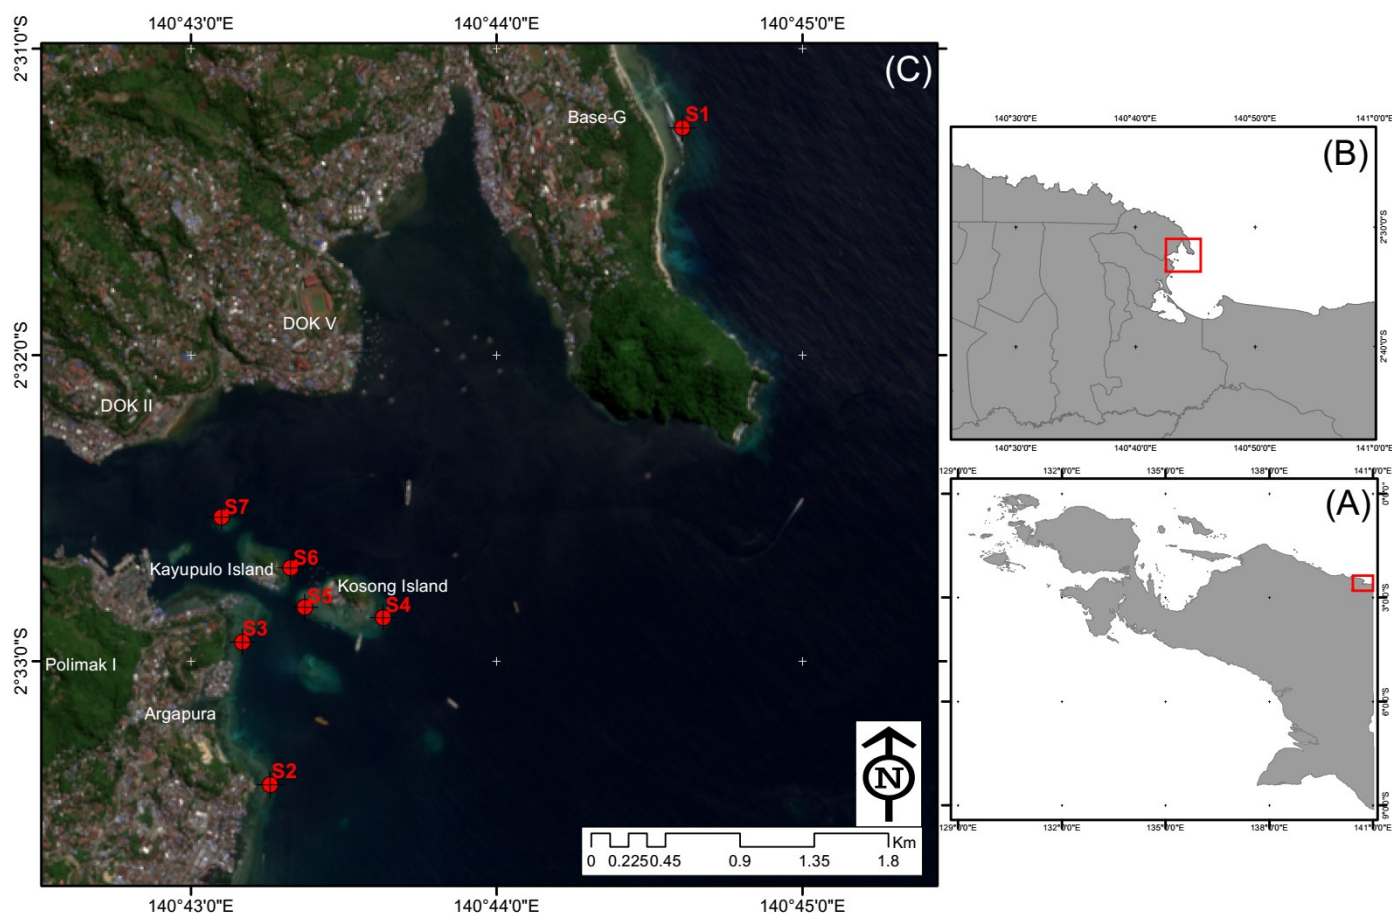 140°43'0"E 140°44'0"E 140°45'0"E
2°31'0"S
2°32'0"S
2°33'0"S
(C)
Base-G
S1
DOK V
DOK II
S7
S6
Kayupulo Island
Kosong Island
S5
S4
S3
Polimak I
Argapura
S2
N
Km
0 0.225 0.45 0.9 1.35 1.8
140°43'0"E 140°44'0"E 140°45'0"E
140°30'0"E 140°40'0"E 140°50'0"E 141°0'0"E
(B)
2°30'0"S
2°40'0"S
140°30'0"E 140°40'0"E 140°50'0"E 141°0'0"E
129°0'0"E 132°0'0"E 135°0'0"E 138°0'0"E 141°0'0"E
(A)
0°0'0"
3°0'0"S
6°0'0"S
9°0'0"S
129°0'0"E 132°0'0"E 135°0'0"E 138°0'0"E 141°0'0"E